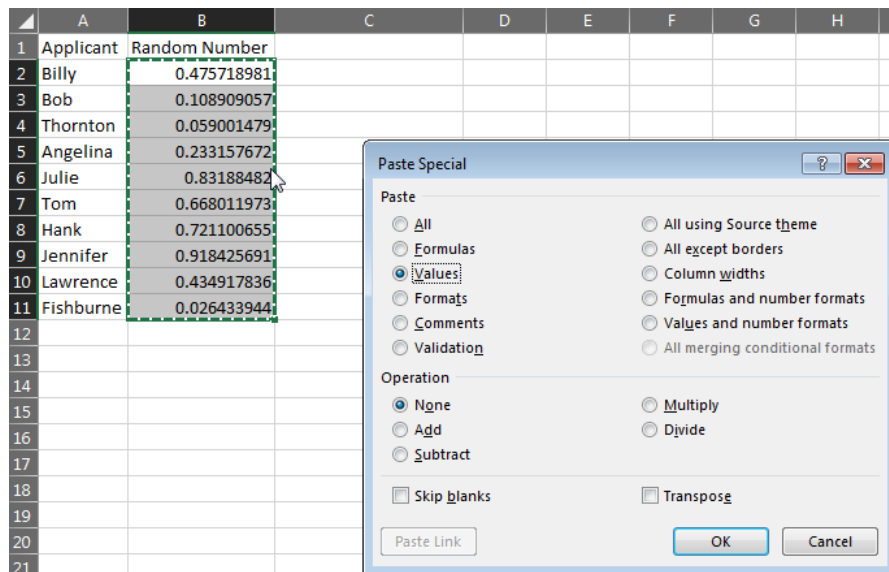 A B C D E F G H
1 Applicant Random Number
2 Billy 0.475718981
3 Bob 0.108909057
4 Thornton 0.059001479
5 Angelina 0.233157672
6 Julie 0.83188482
7 Tom 0.668011973
8 Hank 0.721100655
9 Jennifer 0.918425691
10 Lawrence 0.434917836
11 Fishburne 0.026433944
12
13
14
15
16
17
18
19
20
21
Paste Special ?
Paste
All All using Source theme
Formulas All except borders
Values Column widths
Formats Formulas and number formats
Comments Values and number formats
Validation All merging conditional formats
Operation
None Multiply
Add Divide
Subtract
Skip blanks Transpose
Paste Link OK Cancel